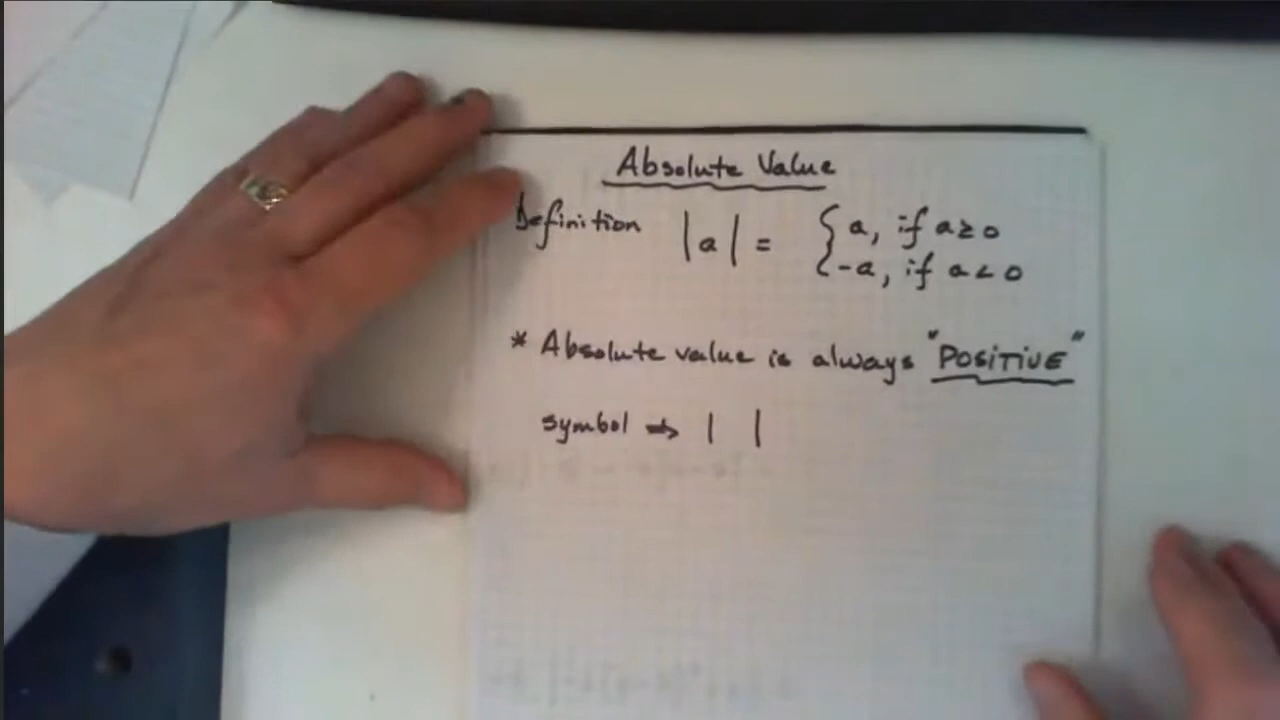 Absolute Value
Definition |a| = { a, if a ≥ 0
{ -a, if a < 0
* Absolute value is always "POSITIVE"
symbol → | |